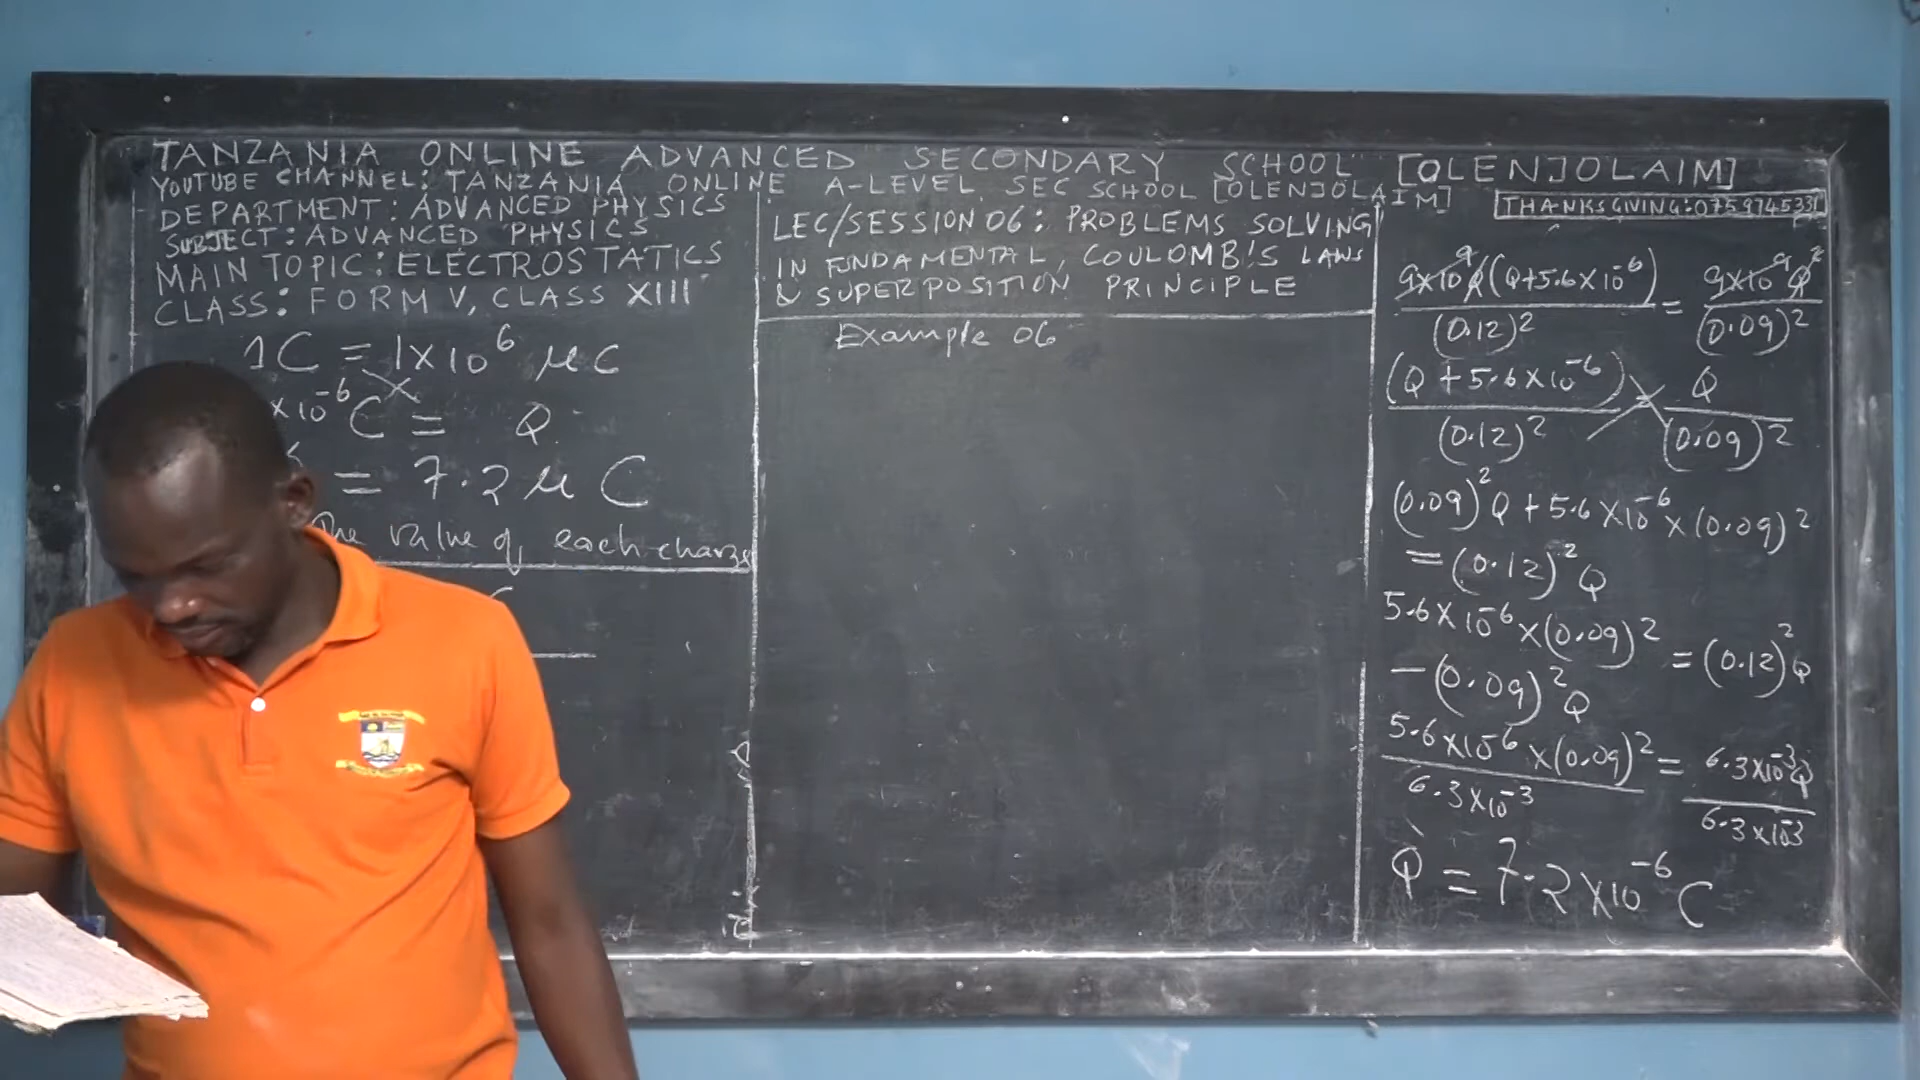 TANZANIA ONLINE ADVANCED SECONDARY SCHOOL [OLENJOLAIM]
YOUTUBE CHANNEL: TANZANIA ONLINE A-LEVEL SEC SCHOOL [OLENJOLAIM]
DEPARTMENT: ADVANCED PHYSICS
SUBJECT: ADVANCED PHYSICS
MAIN TOPIC: ELECTROSTATICS
CLASS: FORM V, CLASS XIII
1C = 1x10^6 μC
x10^-6 C = Q
= 7.2 μ C
The value of each charge
LEC/SESSION 06: PROBLEMS SOLVING
IN FUNDAMENTAL, COULOMB'S LAWS
& SUPERPOSITION PRINCIPLE
Example 06
THANKSGIVING: 0759745331
9x10^9 Q(Q+5.6x10^-6)/(0.12)^2 = 9x10^9 Q^2/(0.09)^2
(Q+5.6x10^-6)/(0.12)^2 Q/(0.09)^2
(0.09)^2 Q + 5.6x10^-6 x (0.09)^2
= (0.12)^2 Q
5.6x10^-6 x (0.09)^2 = (0.12)^2 Q
-(0.09)^2 Q
5.6x10^-6 x (0.09)^2/6.3x10^-3 = 6.3x10^-3 Q/6.3x10^-3
Q = 7.2x10^-6 C